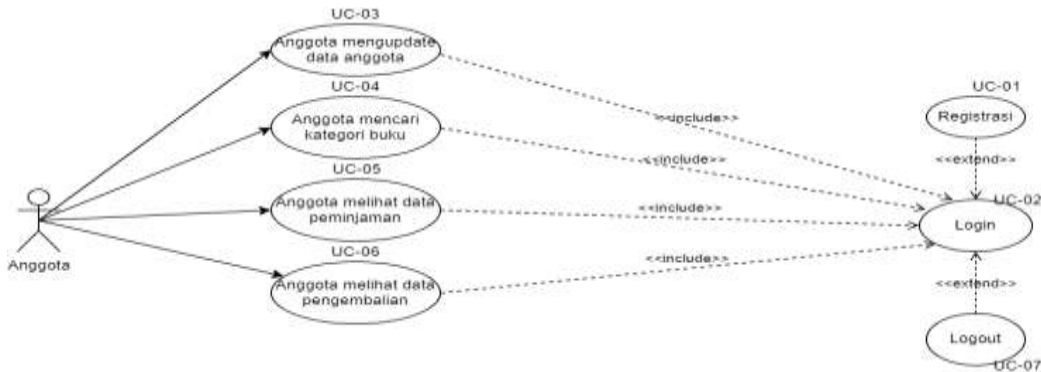 UC-03
Anggota mengupdate
data anggota
UC-04
Anggota mencari
kategori buku
UC-05
Anggota melihat data
peminjaman
UC-06
Anggota melihat data
pengembalian
Anggota
<<include>>
<<include>>
<<include>>
<<include>>
UC-01
Registrasi
<<extend>>
UC-02
Login
<<extend>>
Logout
UC-07